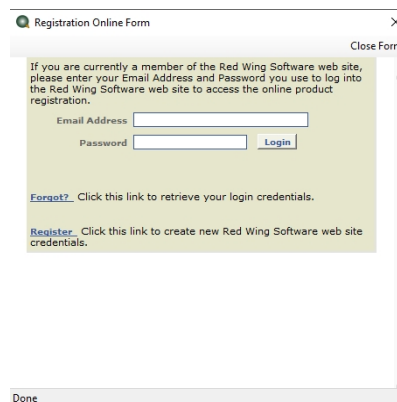 Registration Online Form
Close For
If you are currently a member of the Red Wing Software web site,
please enter your Email Address and Password you use to log into
the Red Wing Software web site to access the online product
registration.
Email Address
Password
Login
Forgot? Click this link to retrieve your login credentials.
Register Click this link to create new Red Wing Software web site
credentials.
Done